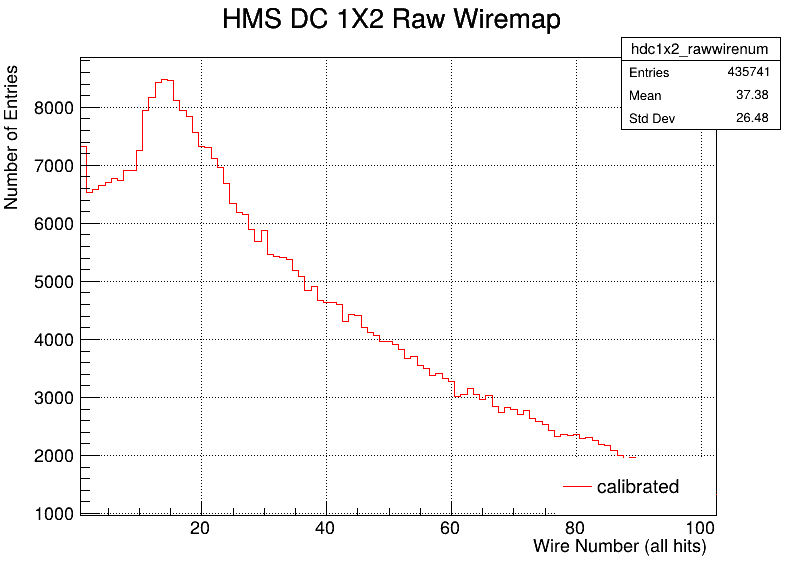 HMS DC 1X2 Raw Wiremap
hdc1x2_rawwirenum
Entries 435741
Mean 37.38
Std Dev 26.48
Number of Entries
8000
7000
6000
5000
4000
3000
2000
1000
calibrated
20 40 60 80 100
Wire Number (all hits)